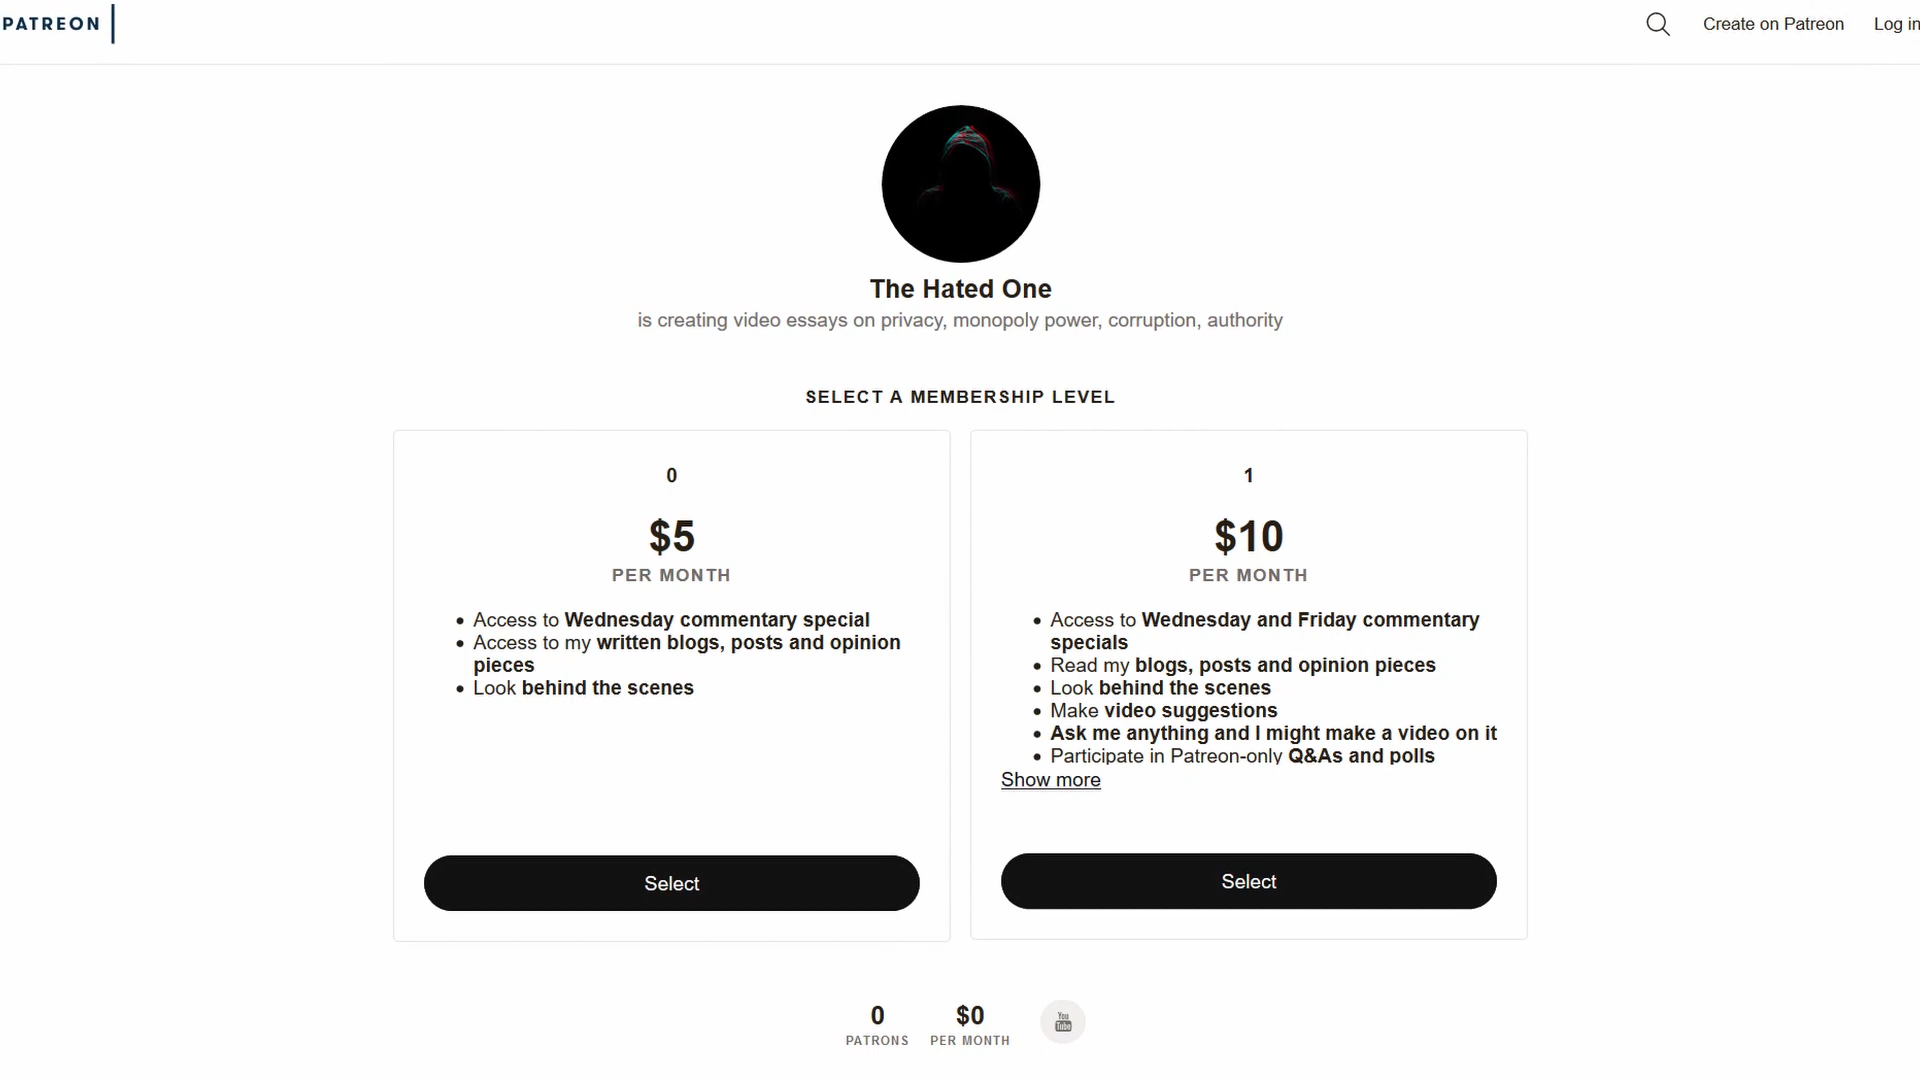 PATREON
Create on Patreon
Log in
The Hated One
is creating video essays on privacy, monopoly power, corruption, authority
SELECT A MEMBERSHIP LEVEL
0
$5
PER MONTH
Access to Wednesday commentary special
Access to my written blogs, posts and opinion
pieces
Look behind the scenes
Select
1
$10
PER MONTH
Access to Wednesday and Friday commentary
specials
Read my blogs, posts and opinion pieces
Look behind the scenes
Make video suggestions
Ask me anything and I might make a video on it
Participate in Patreon-only Q&As and polls
Show more
Select
0
PATRONS
$0
PER MONTH
You
Tube